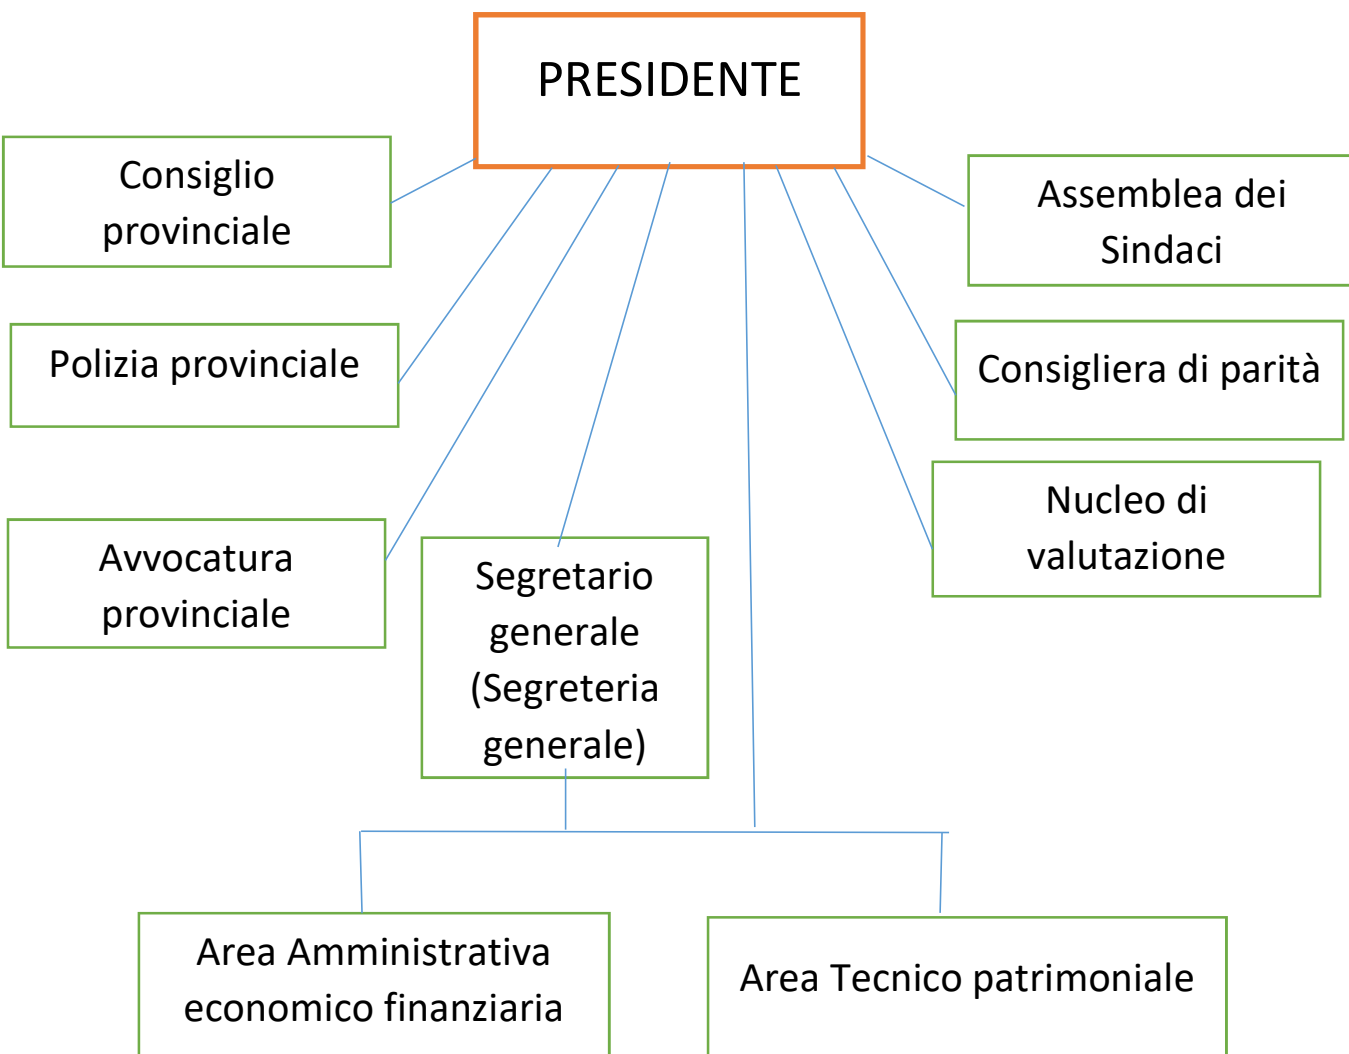 PRESIDENTE
Consiglio
provinciale
Assemblea dei
Sindaci
Polizia provinciale
Consigliera di parità
Nucleo di
valutazione
Avvocatura
provinciale
Segretario
generale
(Segreteria
generale)
Area Amministrativa
economico finanziaria
Area Tecnico patrimoniale